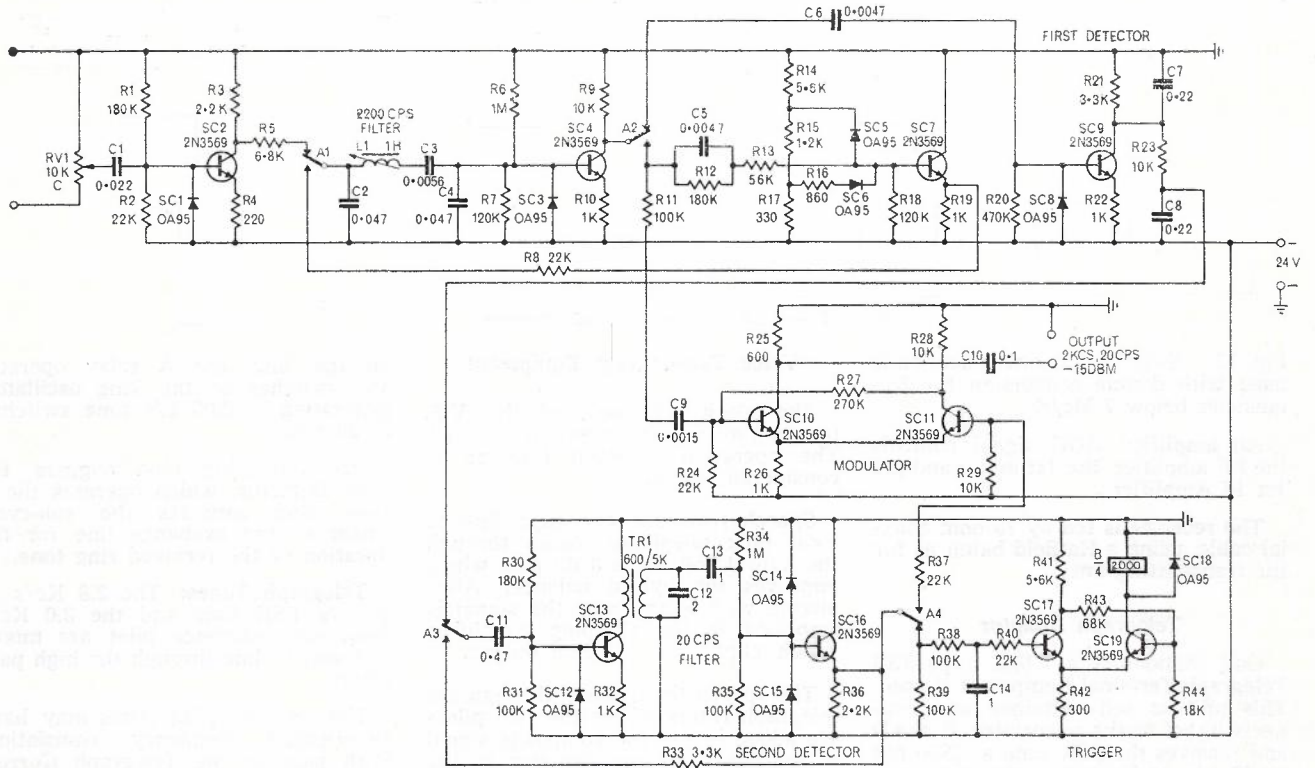 C6 0·0047
FIRST DETECTOR
R1
180K
R3
2·2K
SC2
2N3569
R5
6·8K
A1
2200 CPS
FILTER
L1 1H
C3
0·0056
R6
1M
R9
10K
SC4
2N3569
A2
C5
0·0047
R12
180K
R13
56K
R14
5·6K
R15
1·2K
SC5
OA95
R16
860
SC6
OA95
SC7
2N3569
R21
3·3K
C7
0·22
SC9
2N3569
R23
10K
RV1
10K
C
C1
0·022
R2
22K
SC1
OA95
R4
220
C2
0·047
C4
0·047
R7
120K
SC3
OA95
R10
1K
R11
100K
R17
330
R18
120K
R19
1K
R20
470K
SC8
OA95
R22
1K
C8
0·22
R8 22K
24 V
R25
600
R28
10K
C10 0·1
OUTPUT
2KCS, 20CPS
–15DBM
R27
270K
C9
0·0015
SC10
2N3569
SC11
2N3569
R24
22K
R26
1K
MODULATOR
R29
10K
R30
180K
TR1
600/5K
C13
1
R34
1M
C12
2
SC14
OA95
R37
22K
R41
5·6K
B
4
2000
SC18
OA95
A3
C11
0·47
SC13
2N3569
20 CPS
FILTER
SC16
2N3569
A4
R38
100K
R40
22K
SC17
2N3569
R43
68K
SC19
2N3569
R31
100K
SC12
OA95
R32
1K
R35
100K
SC15
OA95
R36
2·2K
R39
100K
C14
1
R42
300
R44
18K
R33 3·3K
SECOND DETECTOR
TRIGGER